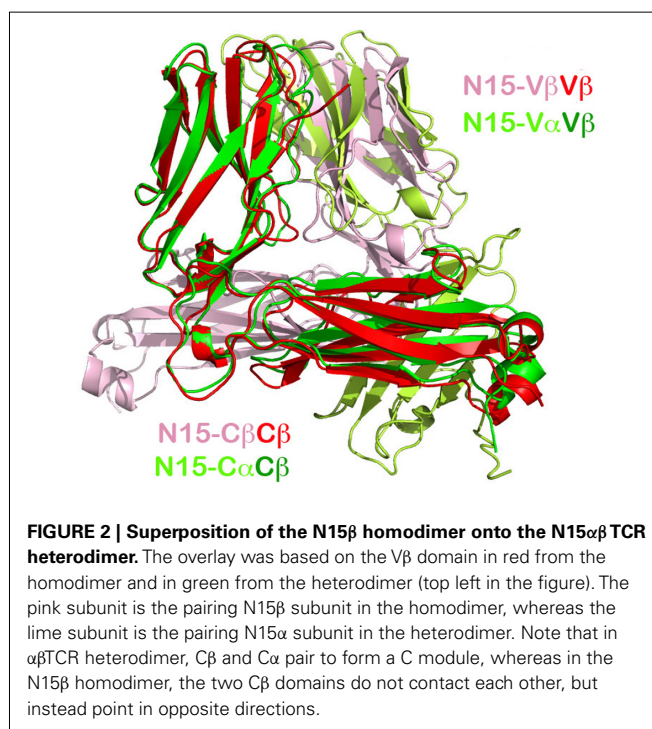 N15-VβVβ
N15-VαVβ
N15-CβCβ
N15-CαCβ
FIGURE 2 | Superposition of the N15β homodimer onto the N15αβ TCR
heterodimer. The overlay was based on the Vβ domain in red from the
homodimer and in green from the heterodimer (top left in the figure). The
pink subunit is the pairing N15β subunit in the homodimer, whereas the
lime subunit is the pairing N15α subunit in the heterodimer. Note that in
αβTCR heterodimer, Cβ and Cα pair to form a C module, whereas in the
N15β homodimer, the two Cβ domains do not contact each other, but
instead point in opposite directions.